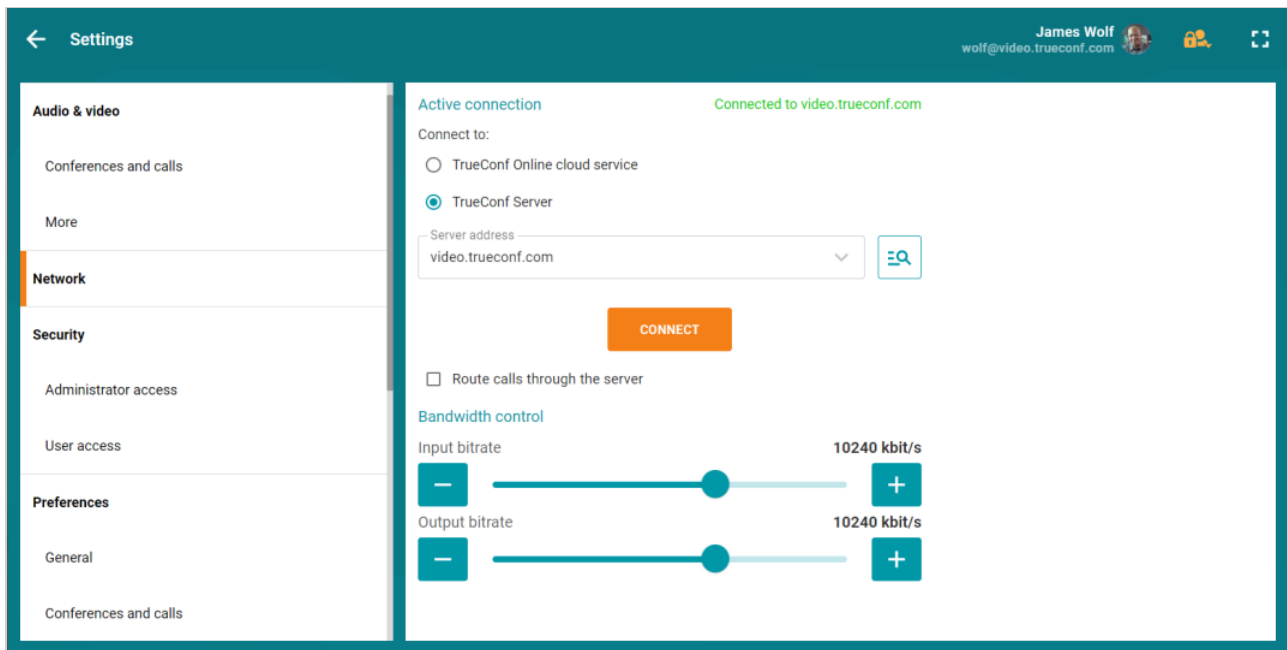 Settings
James Wolf
wolf@video.trueconf.com
Audio & video
Conferences and calls
More
Network
Security
Administrator access
User access
Preferences
General
Conferences and calls
Active connection
Connected to video.trueconf.com
Connect to:
TrueConf Online cloud service
TrueConf Server
Server address
video.trueconf.com
CONNECT
Route calls through the server
Bandwidth control
Input bitrate
10240 kbit/s
Output bitrate
10240 kbit/s